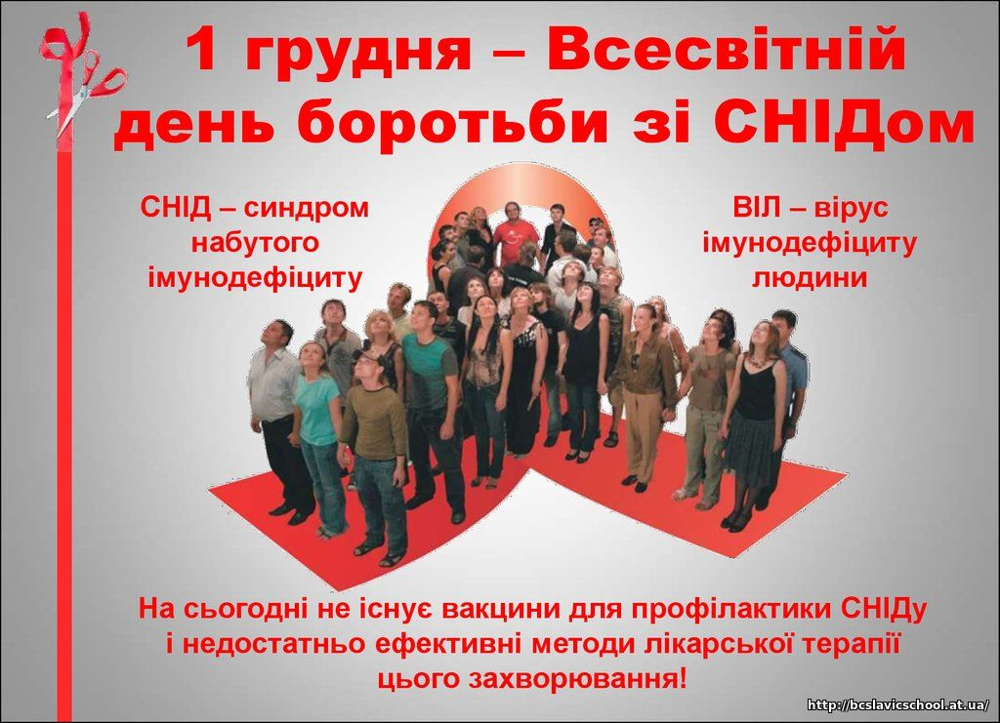 1 грудня – Всесвітній
день боротьби зі СНІДом
СНІД – синдром
набутого
імунодефіциту
ВІЛ – вірус
імунодефіциту
людини
На сьогодні не існує вакцини для профілактики СНІДу
і недостатньо ефективні методи лікарської терапії
цього захворювання!
http://bcslavicschool.at.ua/